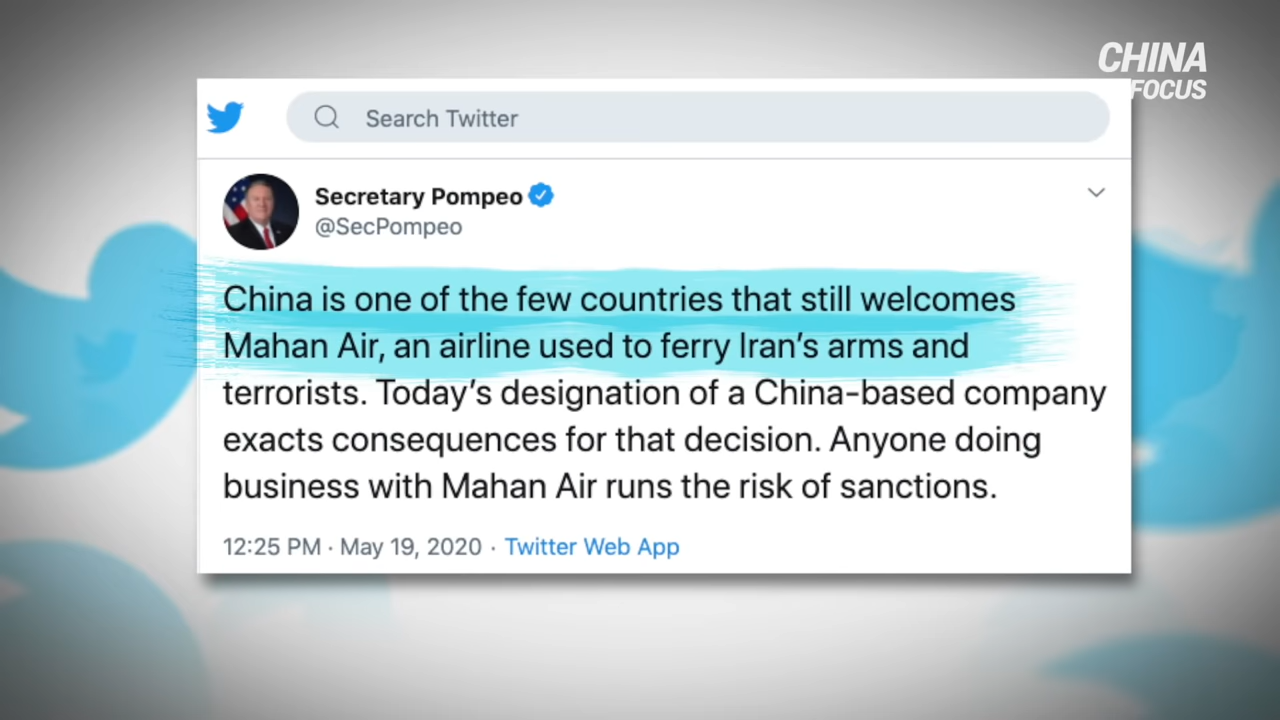 CHINA
FOCUS
Search Twitter
Secretary Pompeo
@SecPompeo
China is one of the few countries that still welcomes
Mahan Air, an airline used to ferry Iran’s arms and
terrorists. Today’s designation of a China-based company
exacts consequences for that decision. Anyone doing
business with Mahan Air runs the risk of sanctions.
12:25 PM · May 19, 2020 · Twitter Web App